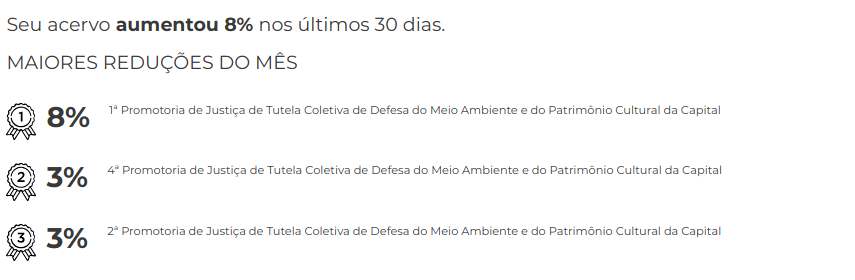 Seu acervo aumentou 8% nos últimos 30 dias.
MAIORES REDUÇÕES DO MÊS
1 8% 1ª Promotoria de Justiça de Tutela Coletiva de Defesa do Meio Ambiente e do Patrimônio Cultural da Capital
2 3% 4ª Promotoria de Justiça de Tutela Coletiva de Defesa do Meio Ambiente e do Patrimônio Cultural da Capital
3 3% 2ª Promotoria de Justiça de Tutela Coletiva de Defesa do Meio Ambiente e do Patrimônio Cultural da Capital